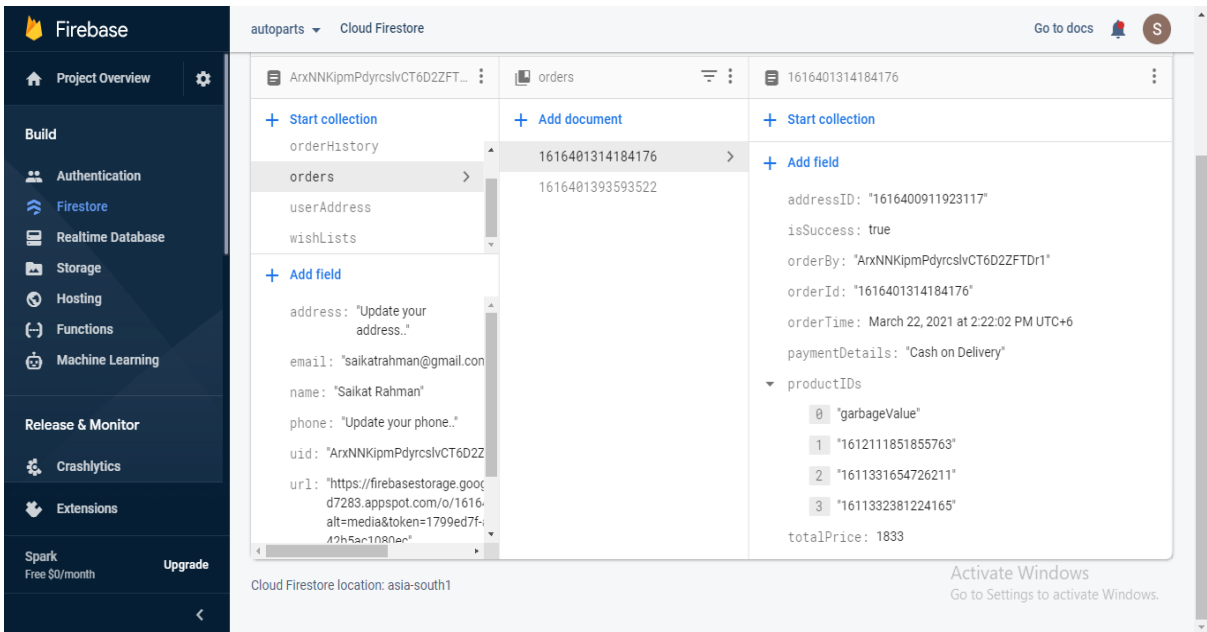 Firebase
Project Overview
Build
Authentication
Firestore
Realtime Database
Storage
Hosting
Functions
Machine Learning
Release & Monitor
Crashlytics
Extensions
Spark
Free $0/month
Upgrade
autoparts
Cloud Firestore
Go to docs
S
ArxNNKipmPdyrcslvCT6D2ZFT...
Start collection
orderHistory
orders
userAddress
wishLists
Add field
address: "Update your
address.."
email: "saikatrahman@gmail.con
name: "Saikat Rahman"
phone: "Update your phone.."
uid: "ArxNNKipmPdyrcslvCT6D2Z
url: "https://firebasestorage.goog
d7283.appspot.com/o/1616
alt=media&token=1799ed7f-
42b5ac1080ec"
orders
Add document
1616401314184176
1616401393593522
1616401314184176
Start collection
Add field
addressID: "1616400911923117"
isSuccess: true
orderBy: "ArxNNKipmPdyrcslvCT6D2ZFTDr1"
orderId: "1616401314184176"
orderTime: March 22, 2021 at 2:22:02 PM UTC+6
paymentDetails: "Cash on Delivery"
productIDs
0 "garbageValue"
1 "1612111851855763"
2 "1611331654726211"
3 "1611332381224165"
totalPrice: 1833
Cloud Firestore location: asia-south1
Activate Windows
Go to Settings to activate Windows.